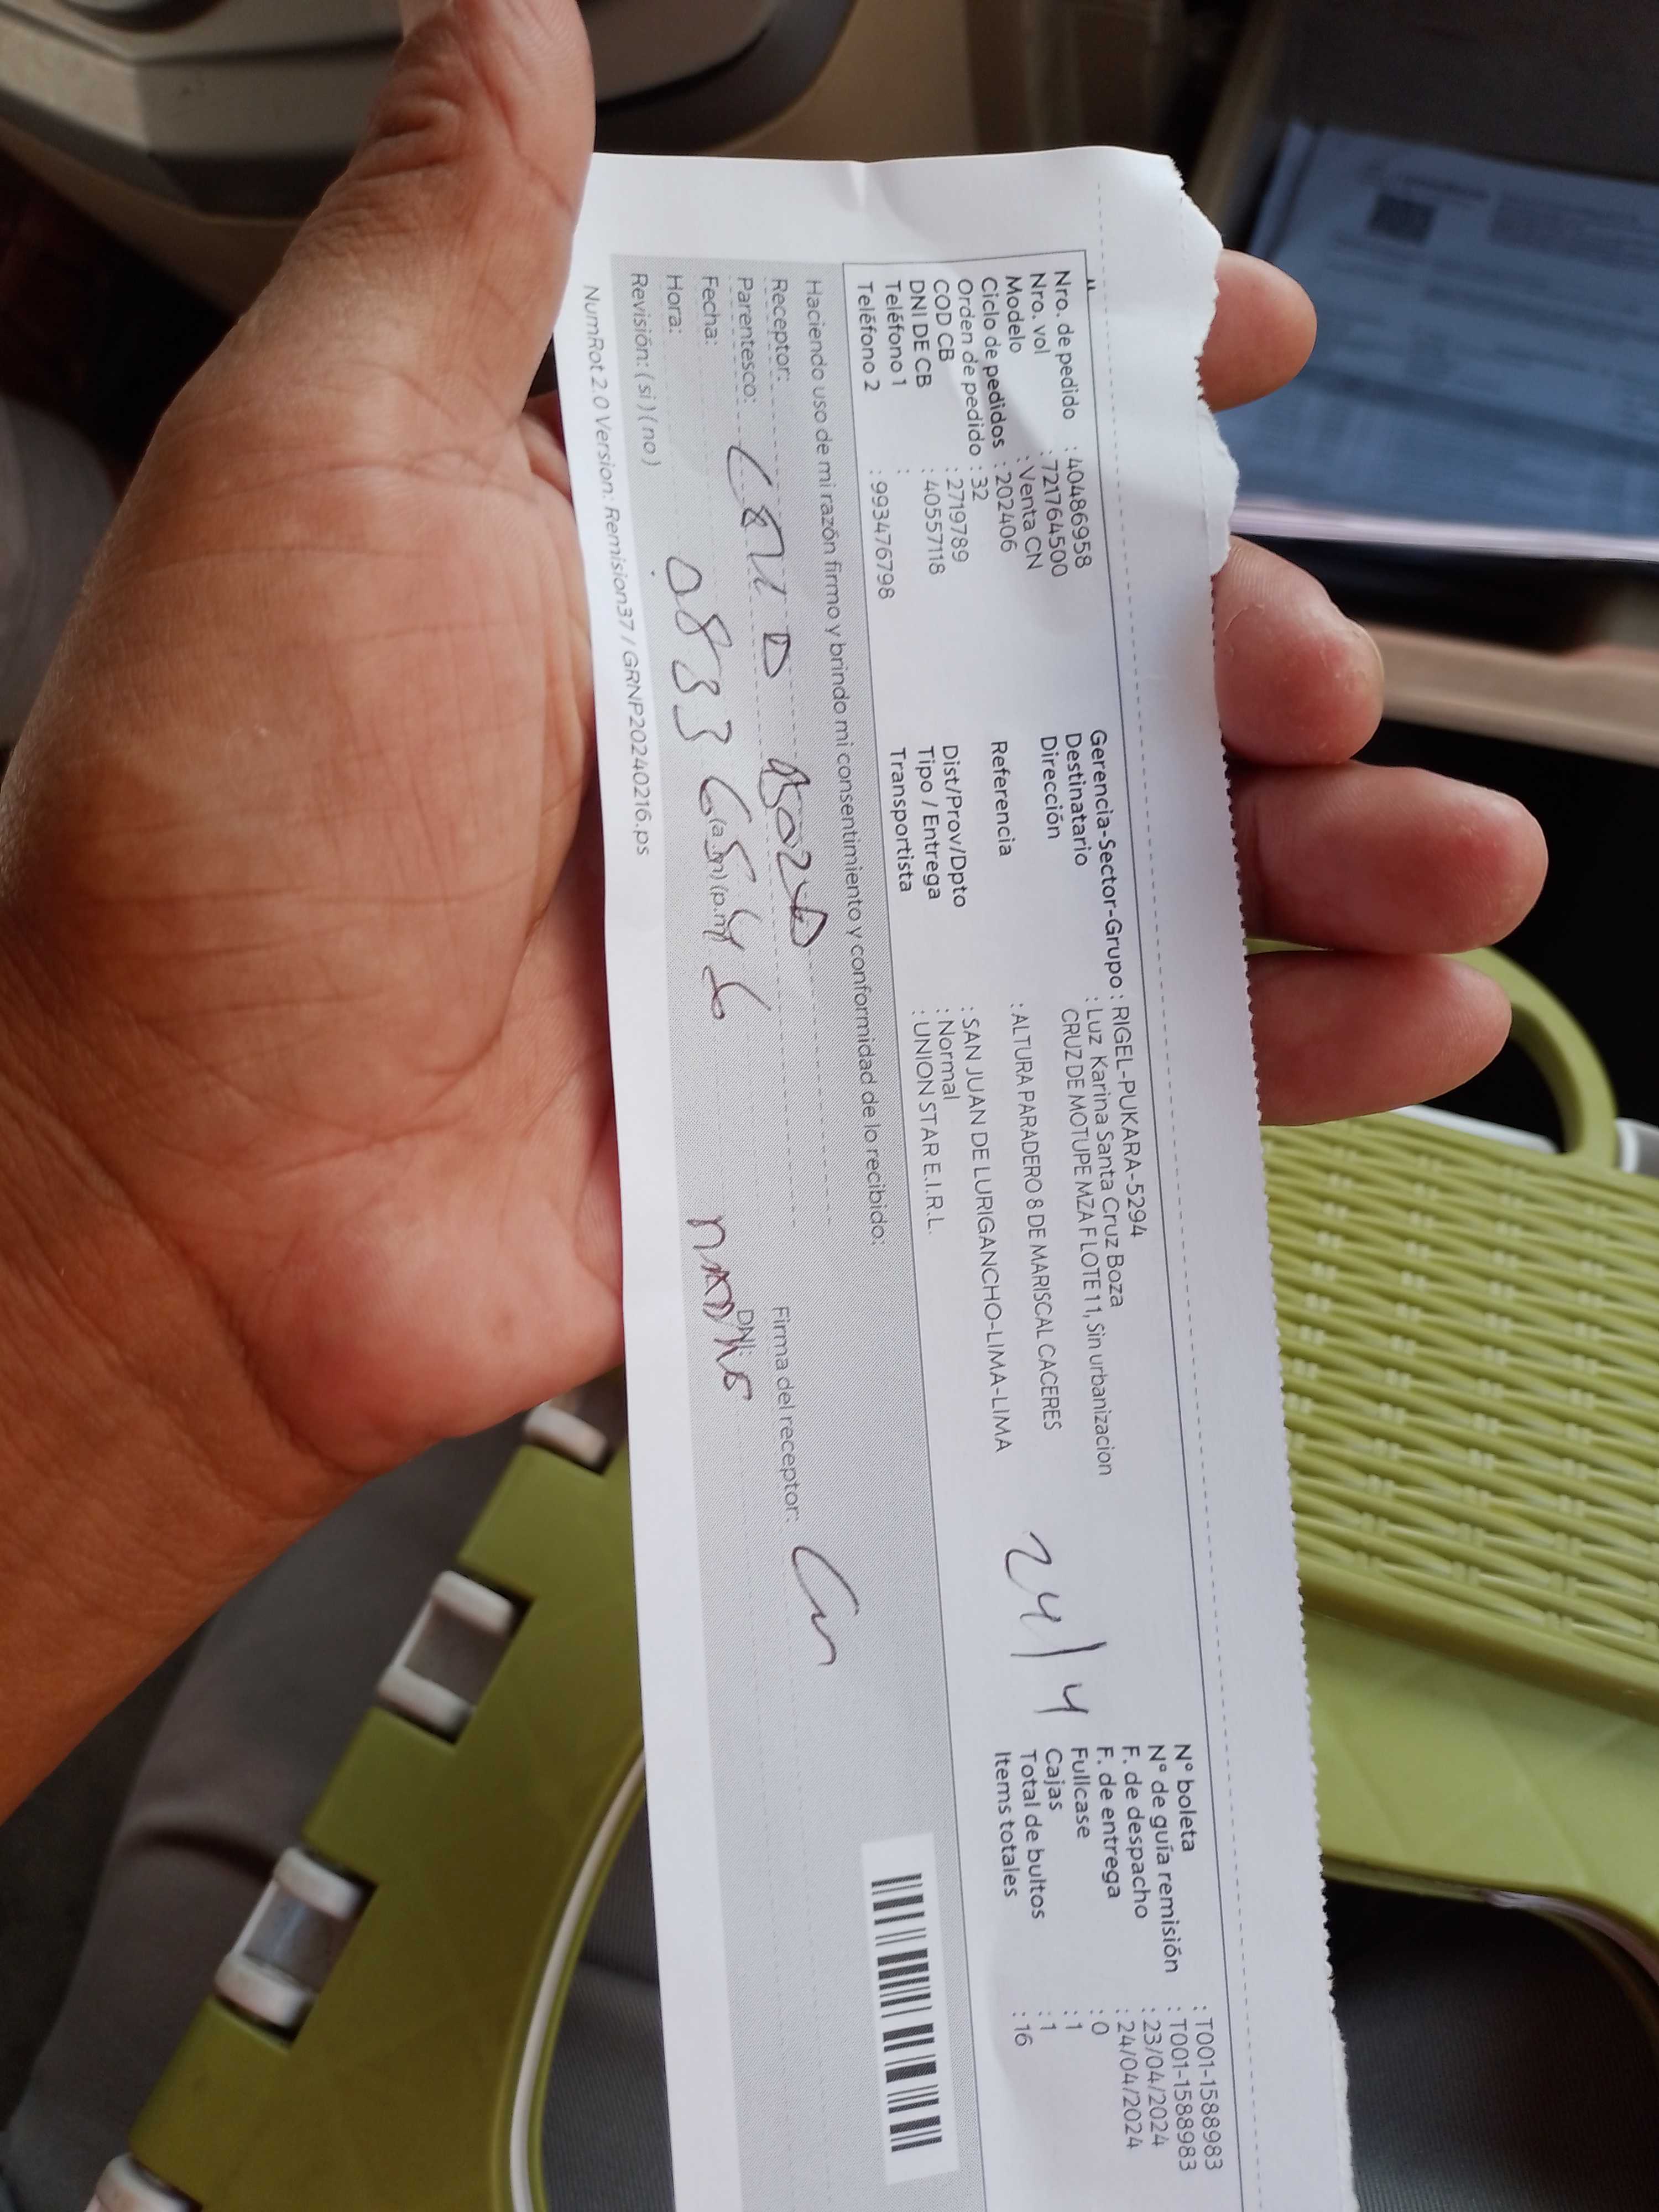 Nro. de pedido : 40486958
Nro. vol : 721764500
Modelo : Venta CN
Ciclo de pedidos : 202406
Orden de pedido : 32
COD CB : 2719789
DNI DE CB : 40557118
Teléfono 1 :
Teléfono 2 : 993476798
Gerencia-Sector-Grupo : RIGEL-PUKARA-5294
Destinatario : Luz Karina Santa Cruz Boza
Dirección CRUZ DE MOTUPE MZA F LOTE 11, Sin urbanizacion
Referencia : ALTURA PARADERO 8 DE MARISCAL CACERES
Dist/Prov/Dpto : SAN JUAN DE LURIGANCHO-LIMA-LIMA
Tipo / Entrega : Normal
Transportista : UNION STAR E.I.R.L.
24/4
N° boleta : T001-1588983
N° de guía remisión : T001-1588983
F. de despacho : 23/04/2024
F. de entrega : 24/04/2024
Fullcase : 0
Cajas : 1
Total de bultos : 1
Items totales : 16
Haciendo uso de mi razón firmo y brindo mi consentimiento y conformidad de lo recibido:
Receptor:
Parentesco:
Fecha:
Hora: (a.m) (p.m)
Revisión: ( si ) ( no )
Firma del receptor:
DNI:
NumRot 2.0 Version: Remision37 / GRNP20240216.ps